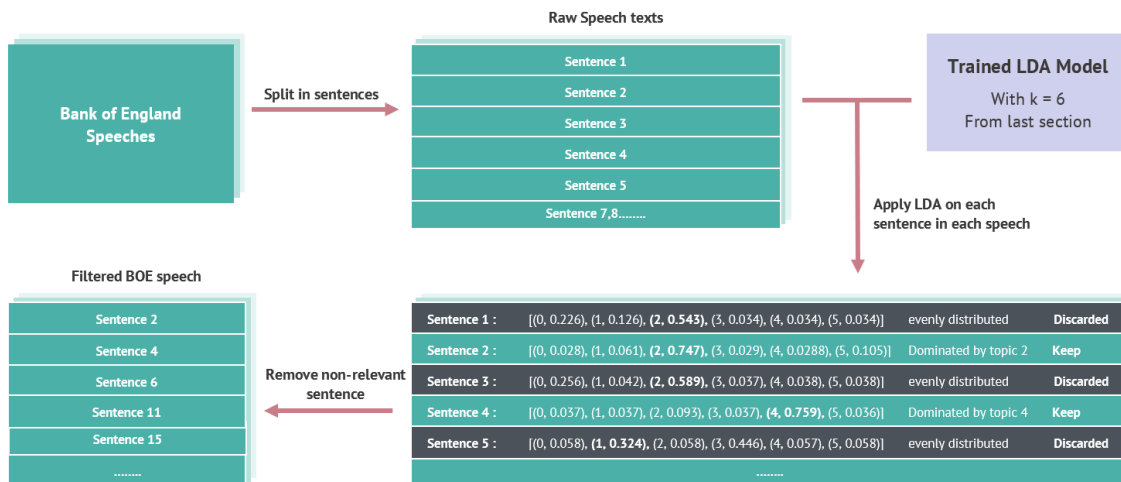 Raw Speech texts
Bank of England
Speeches
Split in sentences
Sentence 1
Sentence 2
Sentence 3
Sentence 4
Sentence 5
Sentence 7,8........
Trained LDA Model
With k = 6
From last section
Apply LDA on each
sentence in each speech
Filtered BOE speech
Sentence 2
Sentence 4
Sentence 6
Sentence 11
Sentence 15
........
Remove non-relevant
sentence
Sentence 1 : [(0, 0.226), (1, 0.126), (2, 0.543), (3, 0.034), (4, 0.034), (5, 0.034)] evenly distributed Discarded
Sentence 2 : [(0, 0.028), (1, 0.061), (2, 0.747), (3, 0.029), (4, 0.0288), (5, 0.105)] Dominated by topic 2 Keep
Sentence 3 : [(0, 0.256), (1, 0.042), (2, 0.589), (3, 0.037), (4, 0.038), (5, 0.038)] evenly distributed Discarded
Sentence 4 : [(0, 0.037), (1, 0.037), (2, 0.093), (3, 0.037), (4, 0.759), (5, 0.036)] Dominated by topic 4 Keep
Sentence 5 : [(0, 0.058), (1, 0.324), (2, 0.058), (3, 0.446), (4, 0.057), (5, 0.058)] evenly distributed Discarded
........